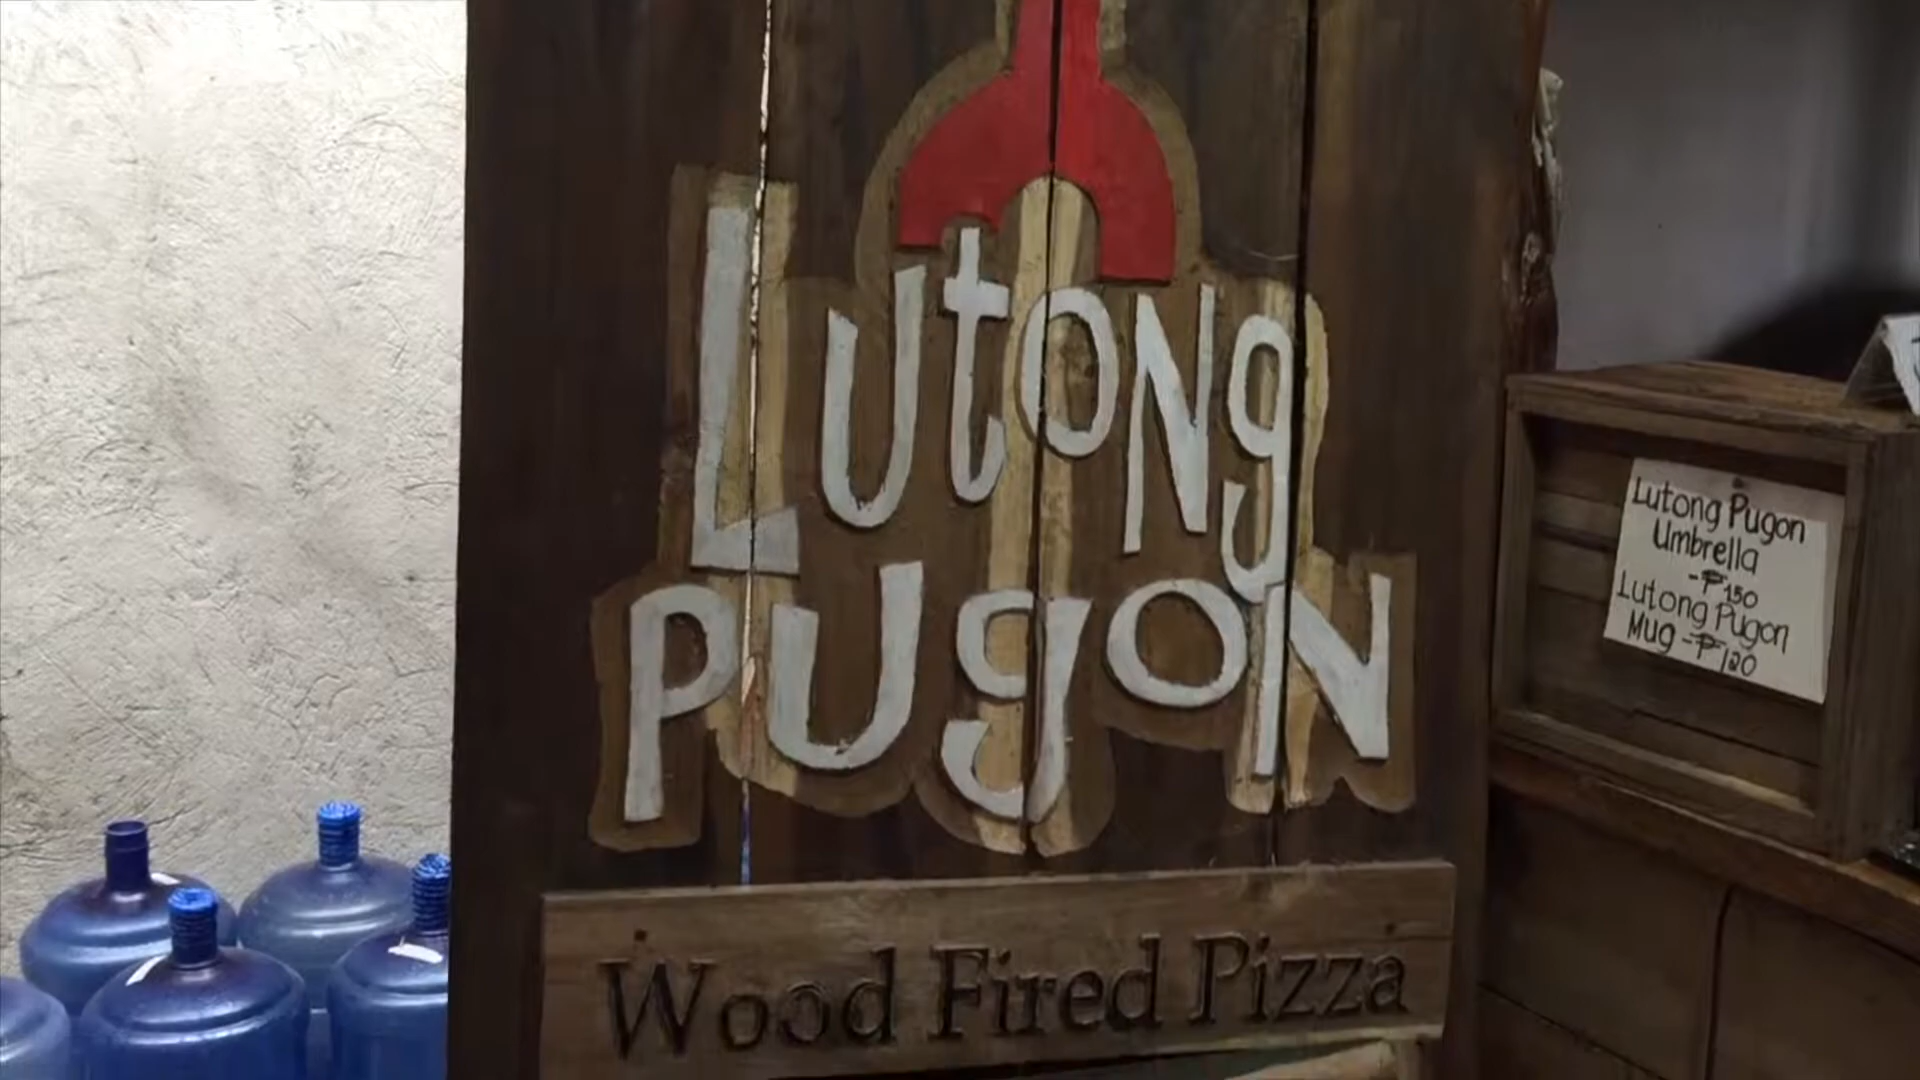 Lutong
Pugon
Wood Fired Pizza
Lutong Pugon
Umbrella
-₱150
Lutong Pugon
Mug -₱120